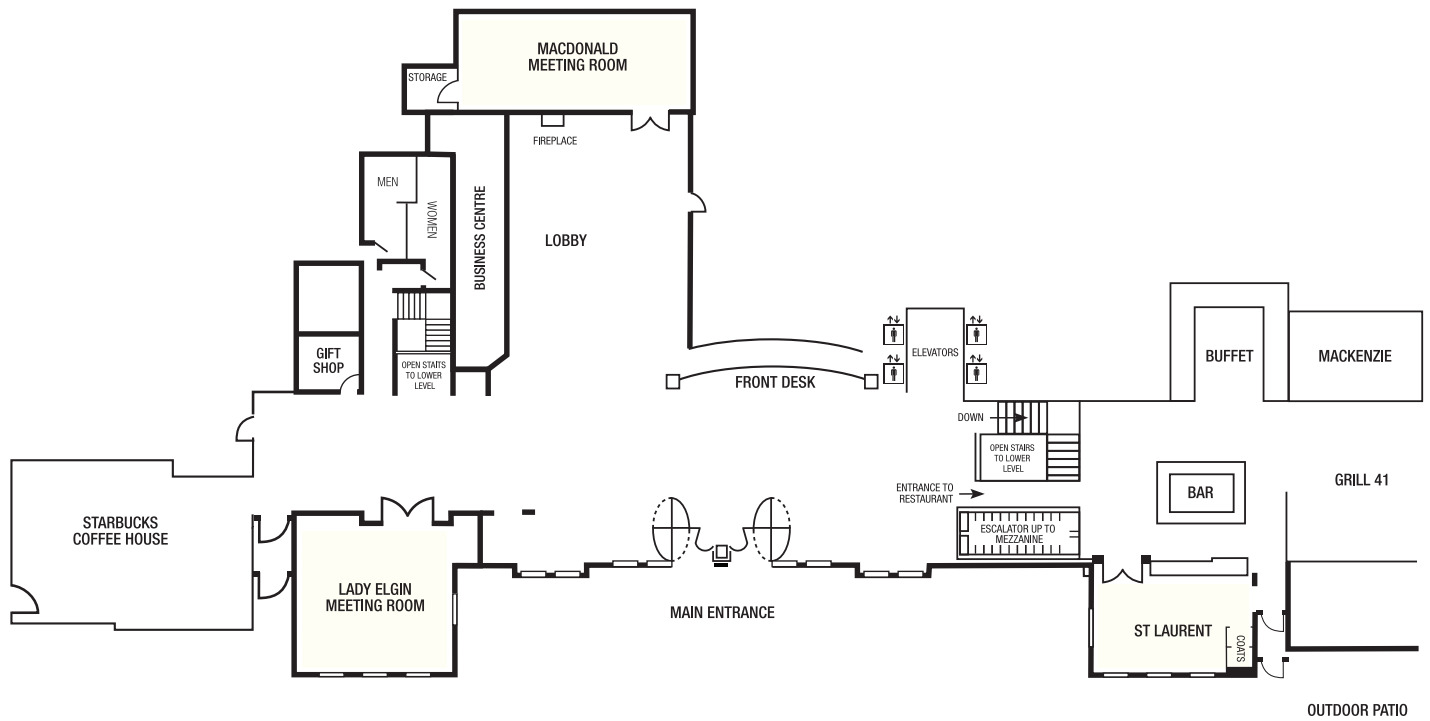 MACDONALD
MEETING ROOM
STORAGE
FIREPLACE
MEN
WOMEN
BUSINESS CENTRE
LOBBY
GIFT
SHOP
OPEN STAITS
TO LOWER
LEVEL
FRONT DESK
ELEVATORS
BUFFET
MACKENZIE
DOWN
OPEN STAIRS
TO LOWER
LEVEL
ENTRANCE TO
RESTAURANT
BAR
GRILL 41
STARBUCKS
COFFEE HOUSE
ESCALATOR UP TO
MEZZANINE
LADY ELGIN
MEETING ROOM
MAIN ENTRANCE
ST LAURENT
COATS
OUTDOOR PATIO